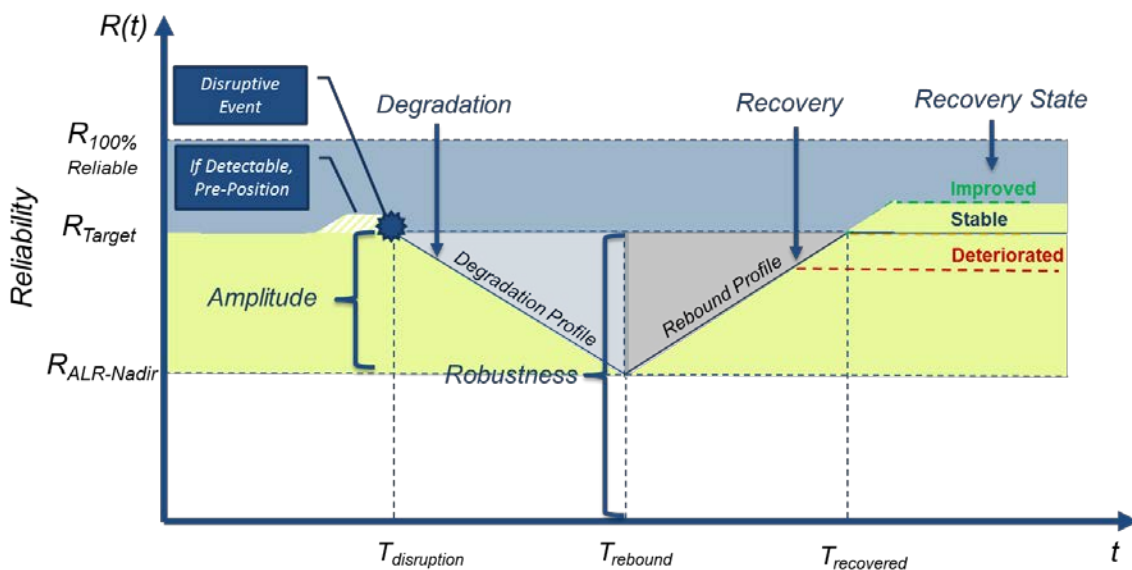 R(t)
Disruptive
Event
Degradation
Recovery
Recovery State
R100%
Reliable
If Detectable,
Pre-Position
Improved
RTarget
Stable
Deteriorated
Reliability
Amplitude
Degradation Profile
Rebound Profile
RALR-Nadir
Robustness
Tdisruption
Trebound
Trecovered
t